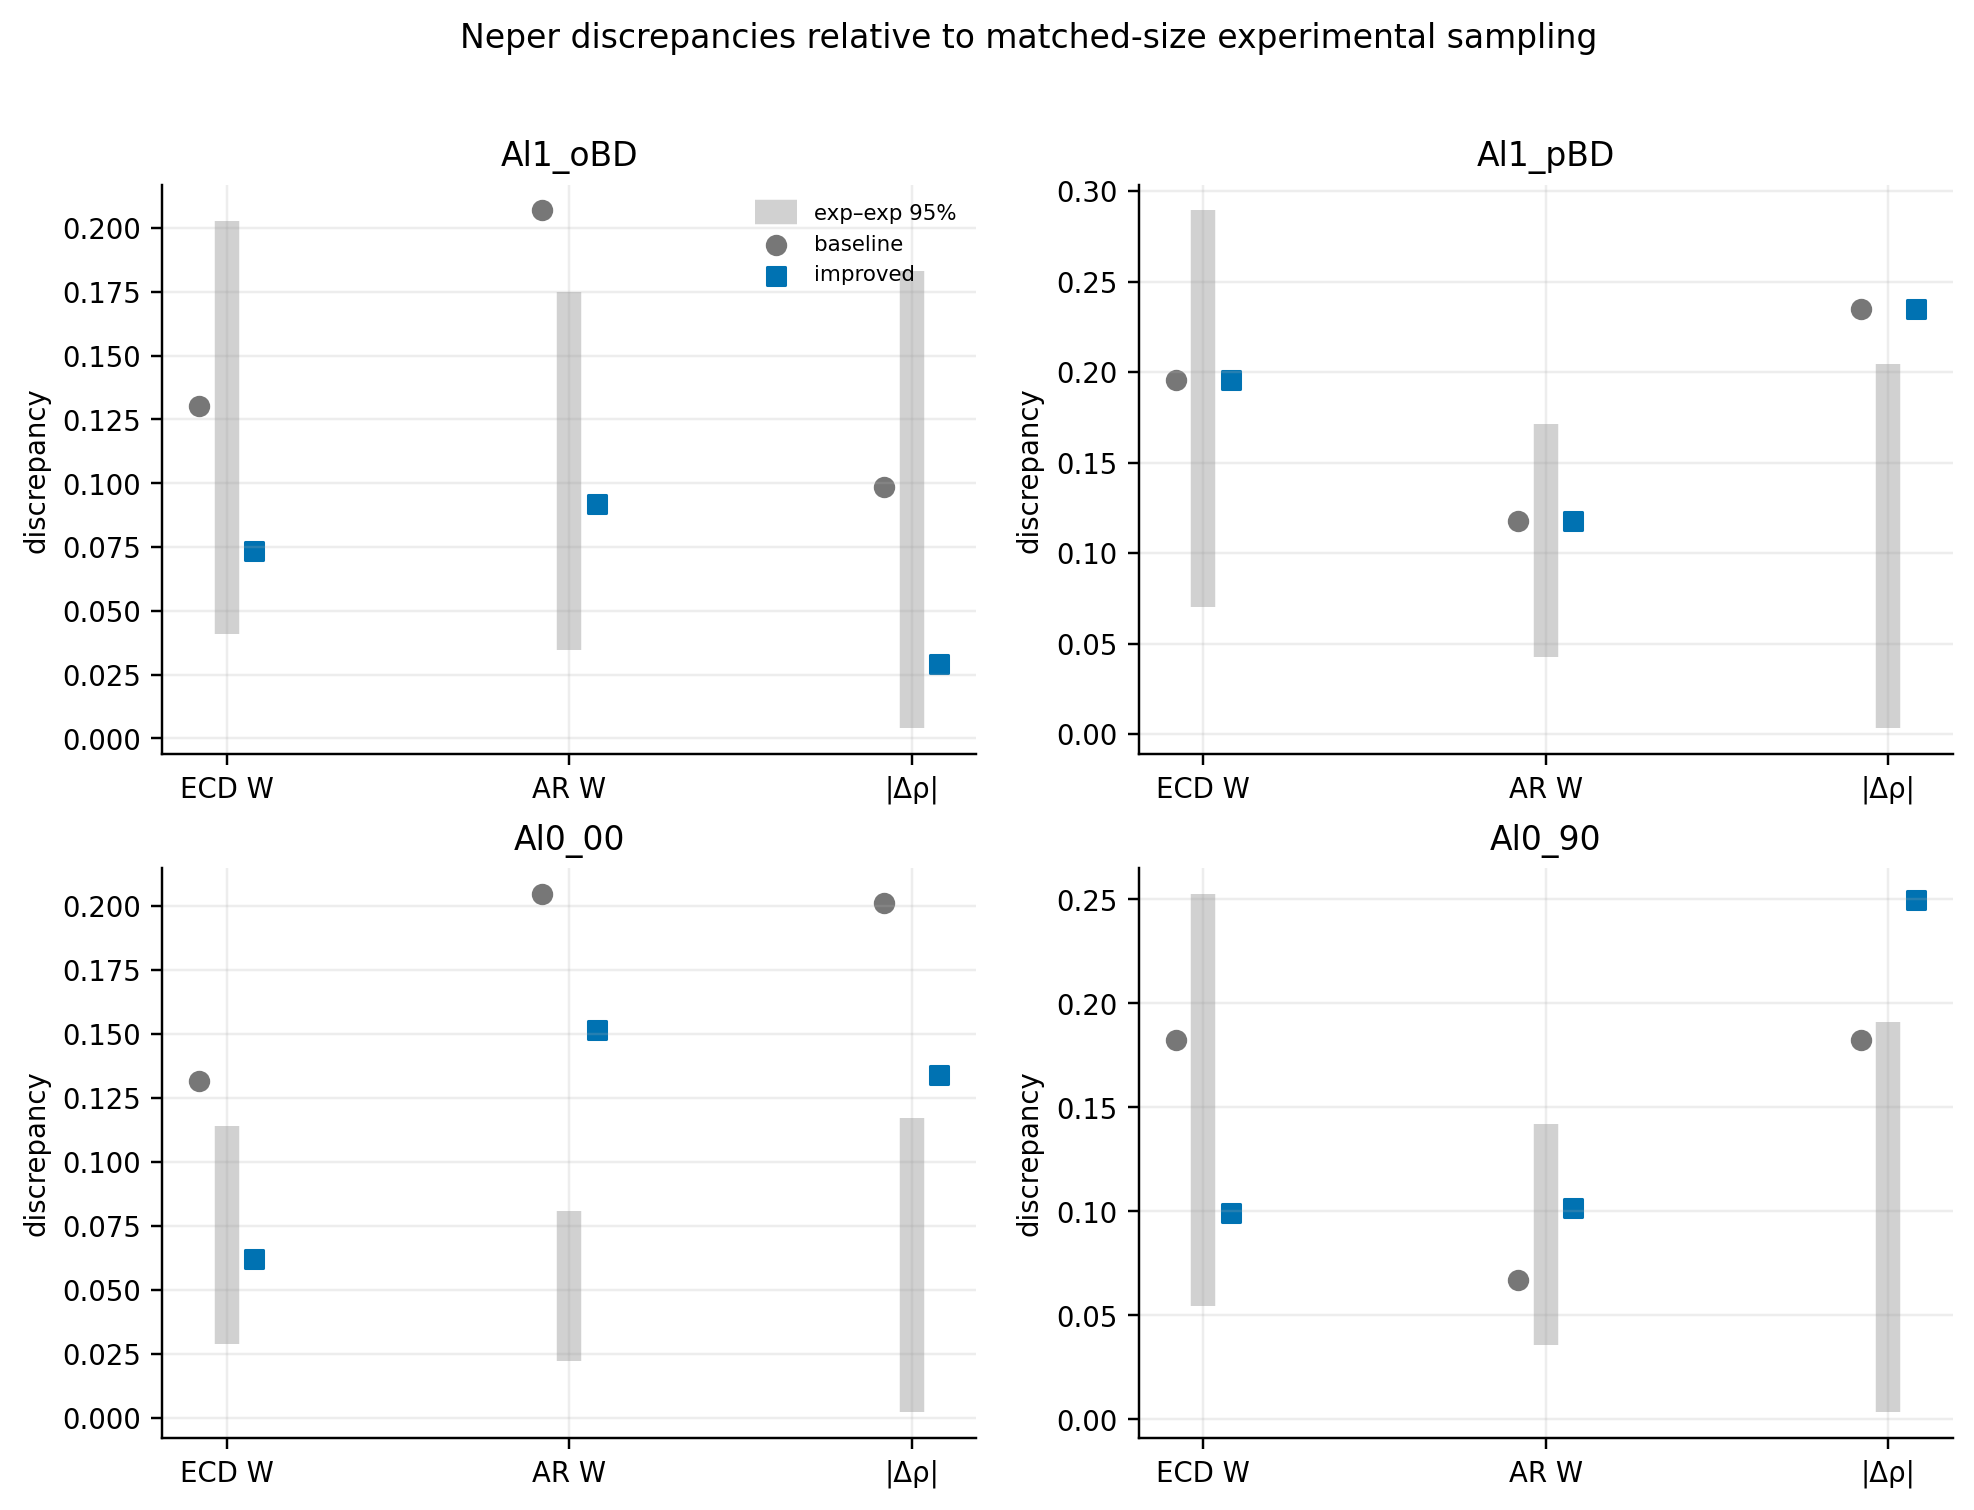 Neper discrepancies relative to matched-size experimental sampling
Al1_oBD
discrepancy
0.200
0.175
0.150
0.125
0.100
0.075
0.050
0.025
0.000
exp–exp 95%
baseline
improved
ECD W
AR W
|Δρ|
Al1_pBD
discrepancy
0.30
0.25
0.20
0.15
0.10
0.05
0.00
ECD W
AR W
|Δρ|
Al0_00
discrepancy
0.200
0.175
0.150
0.125
0.100
0.075
0.050
0.025
0.000
ECD W
AR W
|Δρ|
Al0_90
discrepancy
0.25
0.20
0.15
0.10
0.05
0.00
ECD W
AR W
|Δρ|